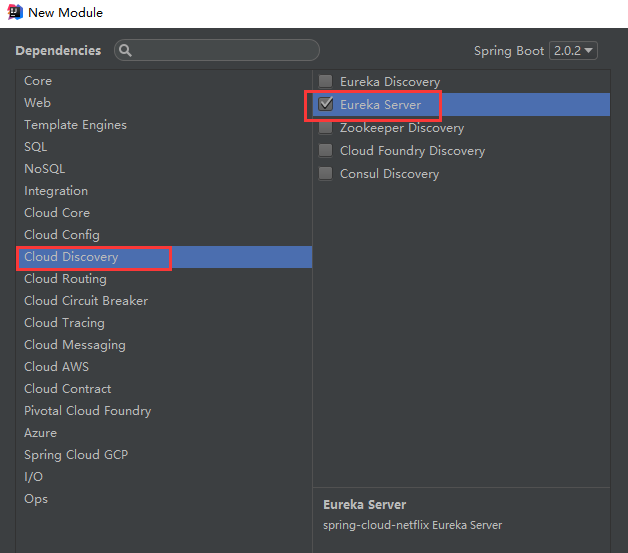 New Module
Dependencies
Spring Boot 2.0.2
Core
Web
Template Engines
SQL
NoSQL
Integration
Cloud Core
Cloud Config
Cloud Discovery
Cloud Routing
Cloud Circuit Breaker
Cloud Tracing
Cloud Messaging
Cloud AWS
Cloud Contract
Pivotal Cloud Foundry
Azure
Spring Cloud GCP
I/O
Ops
Eureka Discovery
Eureka Server
Zookeeper Discovery
Cloud Foundry Discovery
Consul Discovery
Eureka Server
spring-cloud-netflix Eureka Server